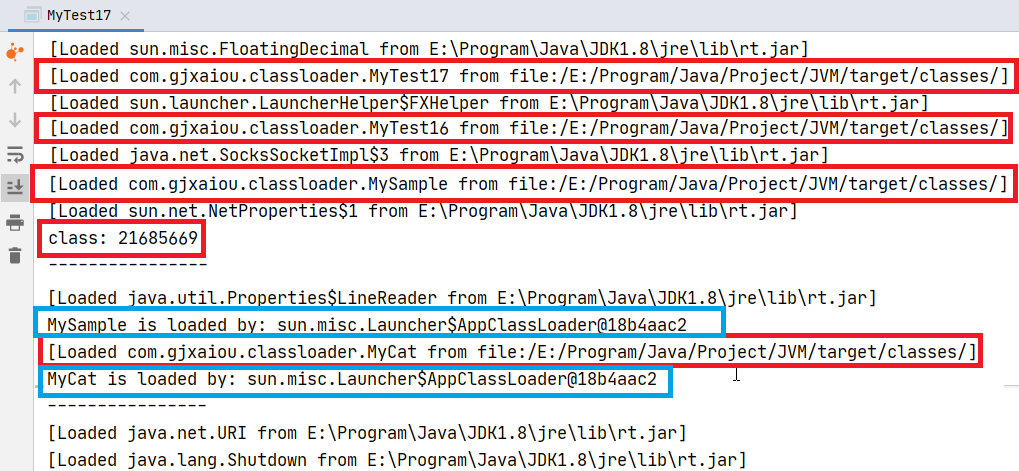 MyTest17
[Loaded sun.misc.FloatingDecimal from E:\Program\Java\JDK1.8\jre\lib\rt.jar]
[Loaded com.gjxaiou.classloader.MyTest17 from file:/E:/Program/Java/Project/JVM/target/classes/]
[Loaded sun.launcher.LauncherHelper$FXHelper from E:\Program\Java\JDK1.8\jre\lib\rt.jar]
[Loaded com.gjxaiou.classloader.MyTest16 from file:/E:/Program/Java/Project/JVM/target/classes/]
[Loaded java.net.SocksSocketImpl$3 from E:\Program\Java\JDK1.8\jre\lib\rt.jar]
[Loaded com.gjxaiou.classloader.MySample from file:/E:/Program/Java/Project/JVM/target/classes/]
[Loaded sun.net.NetProperties$1 from E:\Program\Java\JDK1.8\jre\lib\rt.jar]
class: 21685669
----------------
[Loaded java.util.Properties$LineReader from E:\Program\Java\JDK1.8\jre\lib\rt.jar]
MySample is loaded by: sun.misc.Launcher$AppClassLoader@18b4aac2
[Loaded com.gjxaiou.classloader.MyCat from file:/E:/Program/Java/Project/JVM/target/classes/]
MyCat is loaded by: sun.misc.Launcher$AppClassLoader@18b4aac2
----------------
[Loaded java.net.URI from E:\Program\Java\JDK1.8\jre\lib\rt.jar]
[Loaded java.lang.Shutdown from E:\Program\Java\JDK1.8\jre\lib\rt.jar]